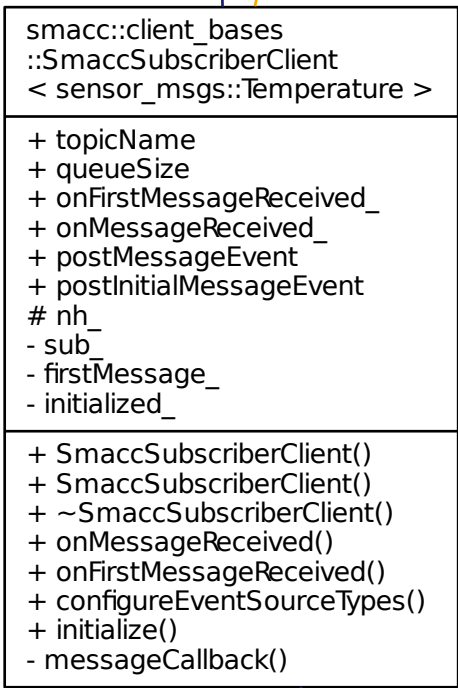 smacc::client_bases
::SmaccSubscriberClient
< sensor_msgs::Temperature >
+ topicName
+ queueSize
+ onFirstMessageReceived_
+ onMessageReceived_
+ postMessageEvent
+ postInitialMessageEvent
# nh_
- sub_
- firstMessage_
- initialized_
+ SmaccSubscriberClient()
+ SmaccSubscriberClient()
+ ~SmaccSubscriberClient()
+ onMessageReceived()
+ onFirstMessageReceived()
+ configureEventSourceTypes()
+ initialize()
- messageCallback()